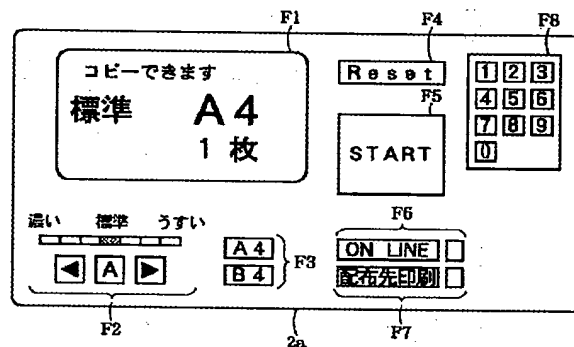 F1
F4
F8
コピーできます
標準 A4
1枚
Reset
F5
START
1 2 3
4 5 6
7 8 9
0
濃い 標準 うすい
◀ A ▶
F2
A4
B4
F3
F6
ON LINE
配布先印刷
F7
2a